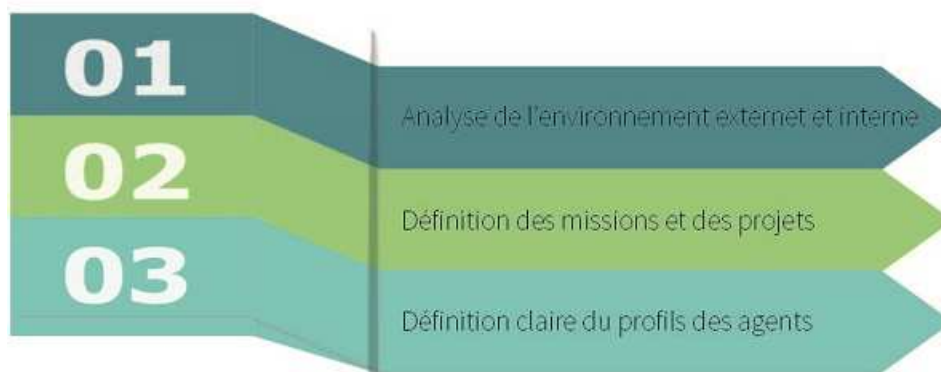 01
Analyse de l'environnement externet et interne
02
Définition des missions et des projets
03
Définition claire du profils des agents